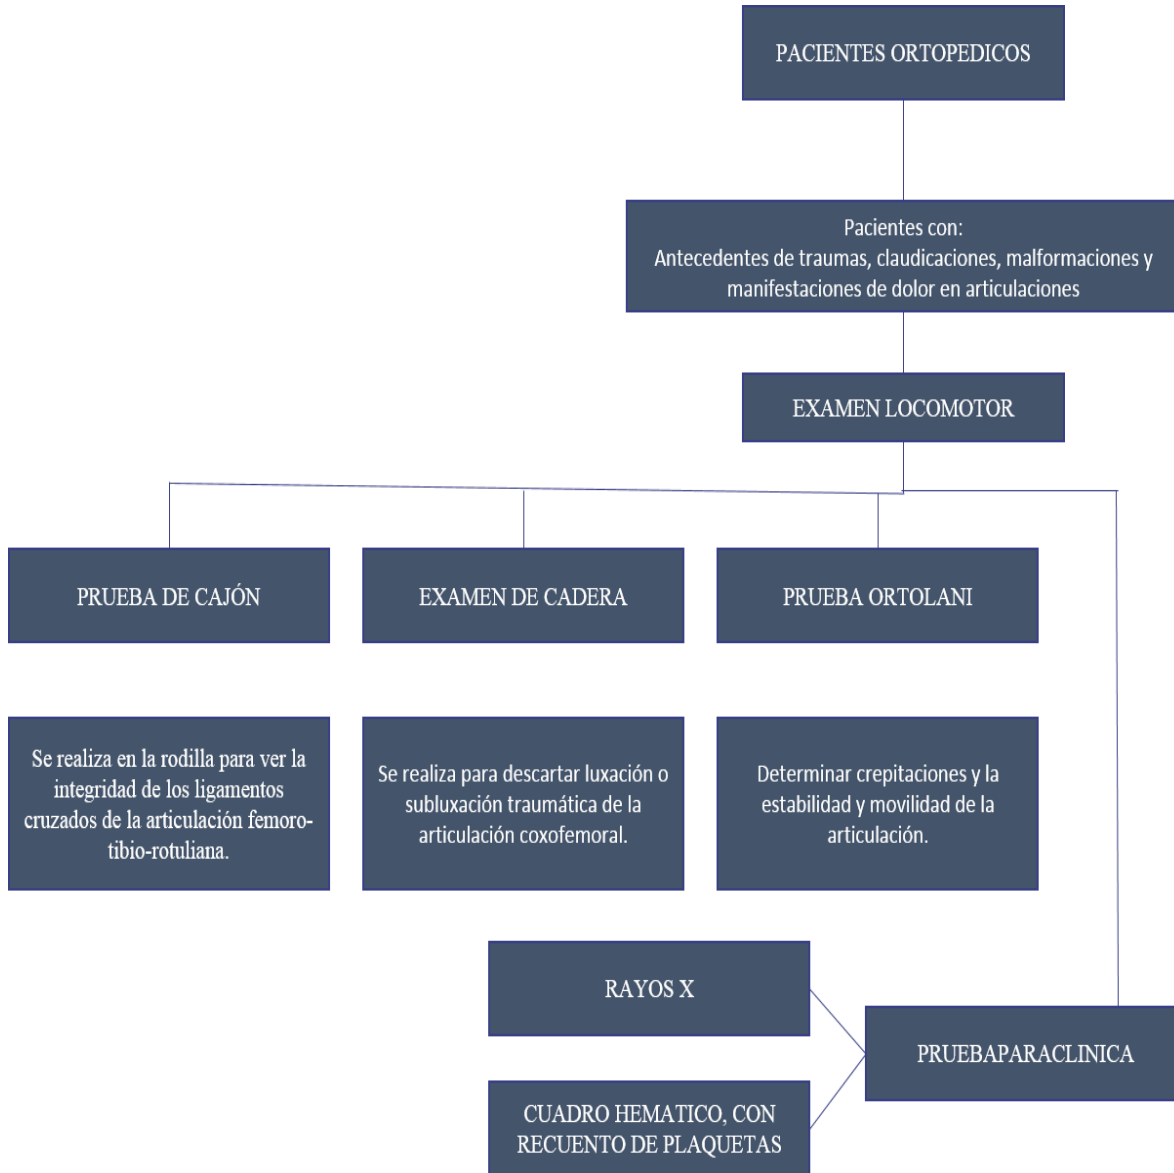 PACIENTES ORTOPEDICOS
Pacientes con:
Antecedentes de traumas, claudicaciones, malformaciones y
manifestaciones de dolor en articulaciones
EXAMEN LOCOMOTOR
PRUEBA DE CAJÓN
EXAMEN DE CADERA
PRUEBA ORTOLANI
Se realiza en la rodilla para ver la
integridad de los ligamentos
cruzados de la articulación femoro-
tibio-rotuliana.
Se realiza para descartar luxación o
subluxación traumática de la
articulación coxofemoral.
Determinar crepitaciones y la
estabilidad y movilidad de la
articulación.
RAYOS X
PRUEBAPARACLINICA
CUADRO HEMATICO, CON
RECUENTO DE PLAQUETAS